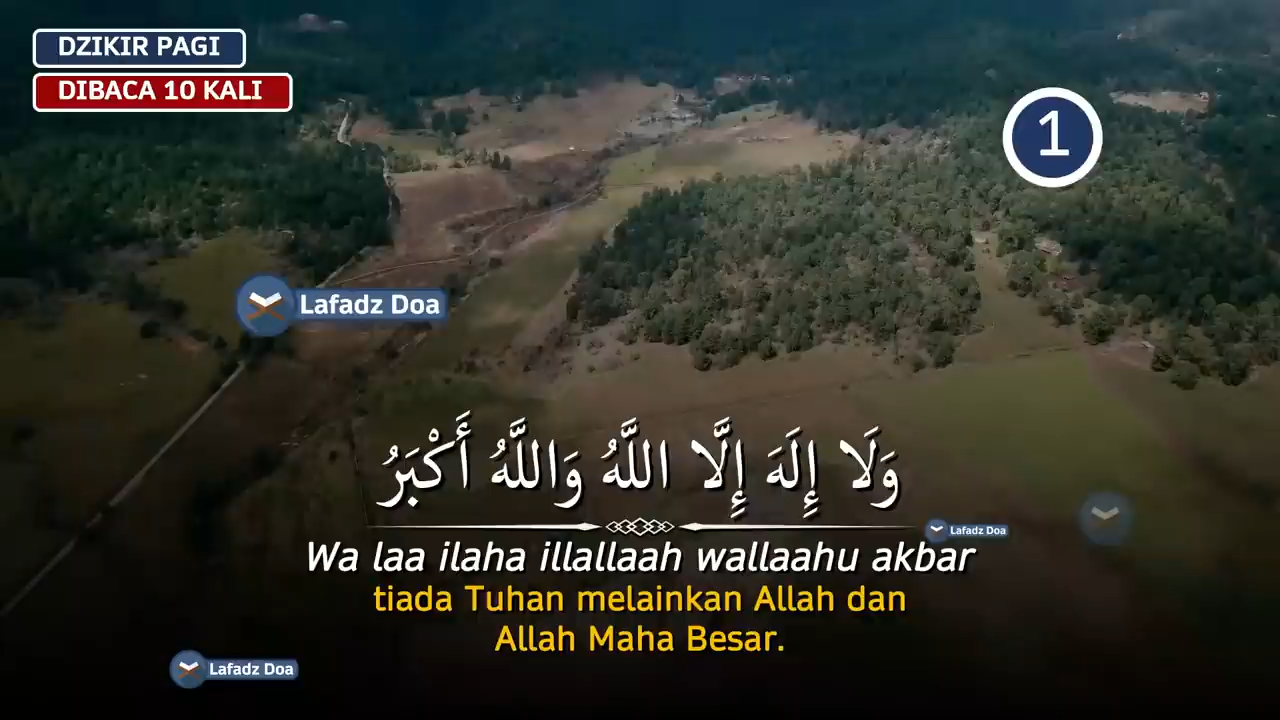 DZIKIR PAGI
DIBACA 10 KALI
1
Lafadz Doa
وَلَا إِلَهَ إِلَّا اللَّهُ وَاللَّهُ أَكْبَرُ
Lafadz Doa
Wa laa ilaha illallaah wallaahu akbar
tiada Tuhan melainkan Allah dan
Allah Maha Besar.
Lafadz Doa